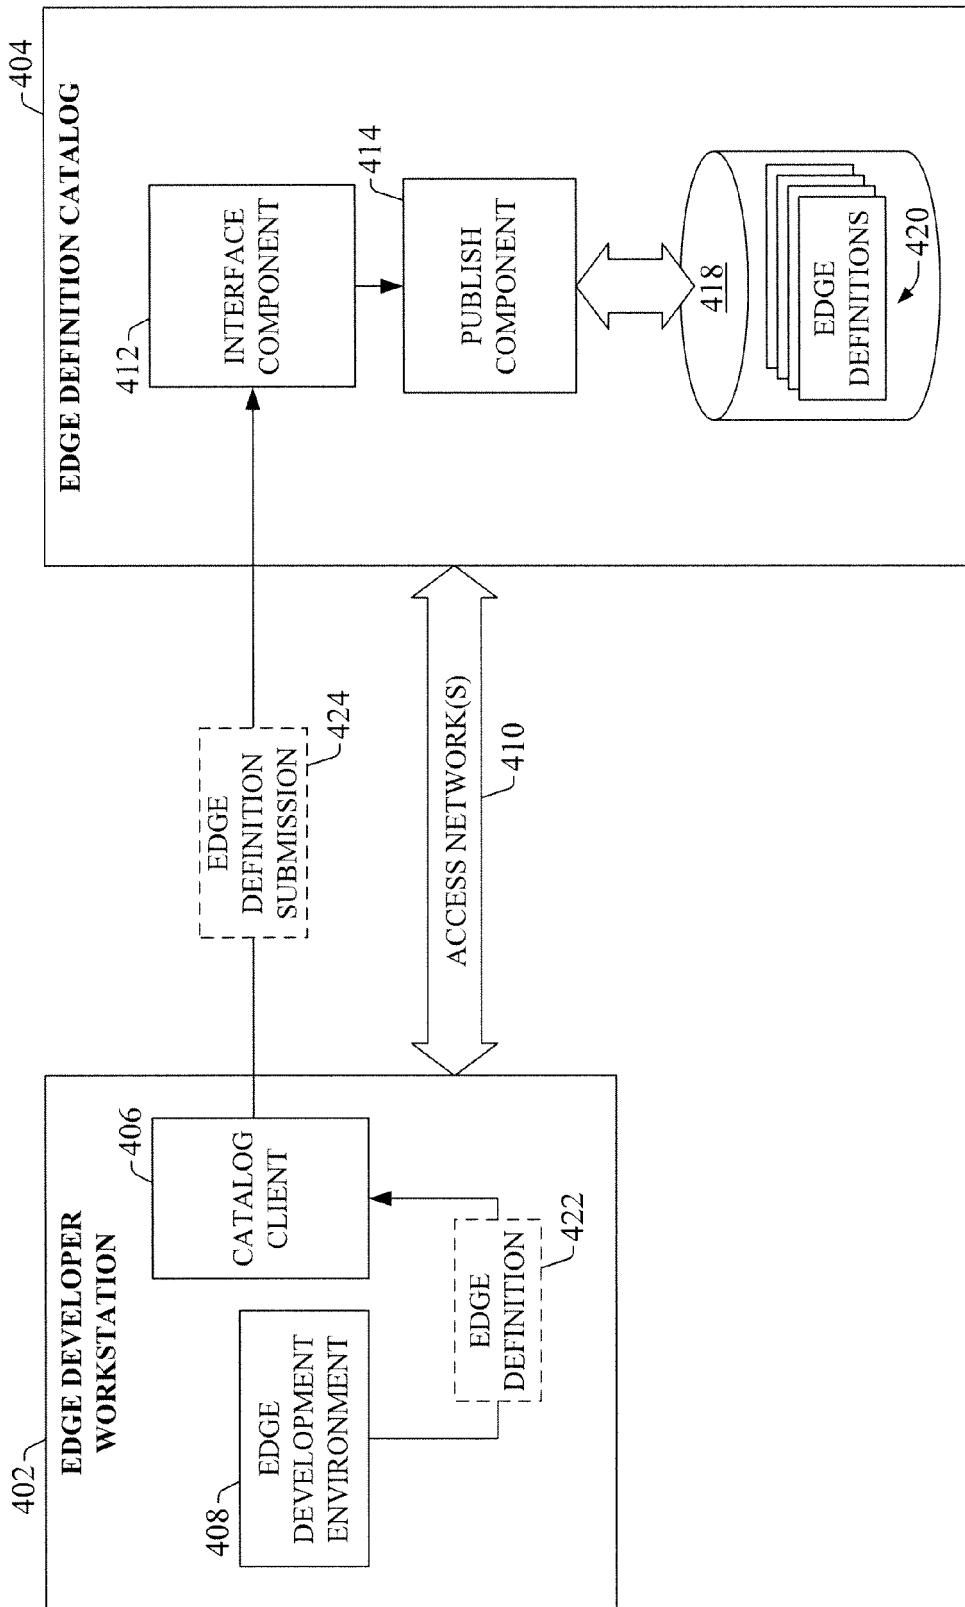 402
EDGE DEVELOPER
WORKSTATION
408
EDGE
DEVELOPMENT
ENVIRONMENT
406
CATALOG
CLIENT
EDGE
DEFINITION
422
EDGE
DEFINITION
SUBMISSION
424
ACCESS NETWORK(S)
410
404
EDGE DEFINITION CATALOG
412
INTERFACE
COMPONENT
414
PUBLISH
COMPONENT
418
EDGE
DEFINITIONS
420